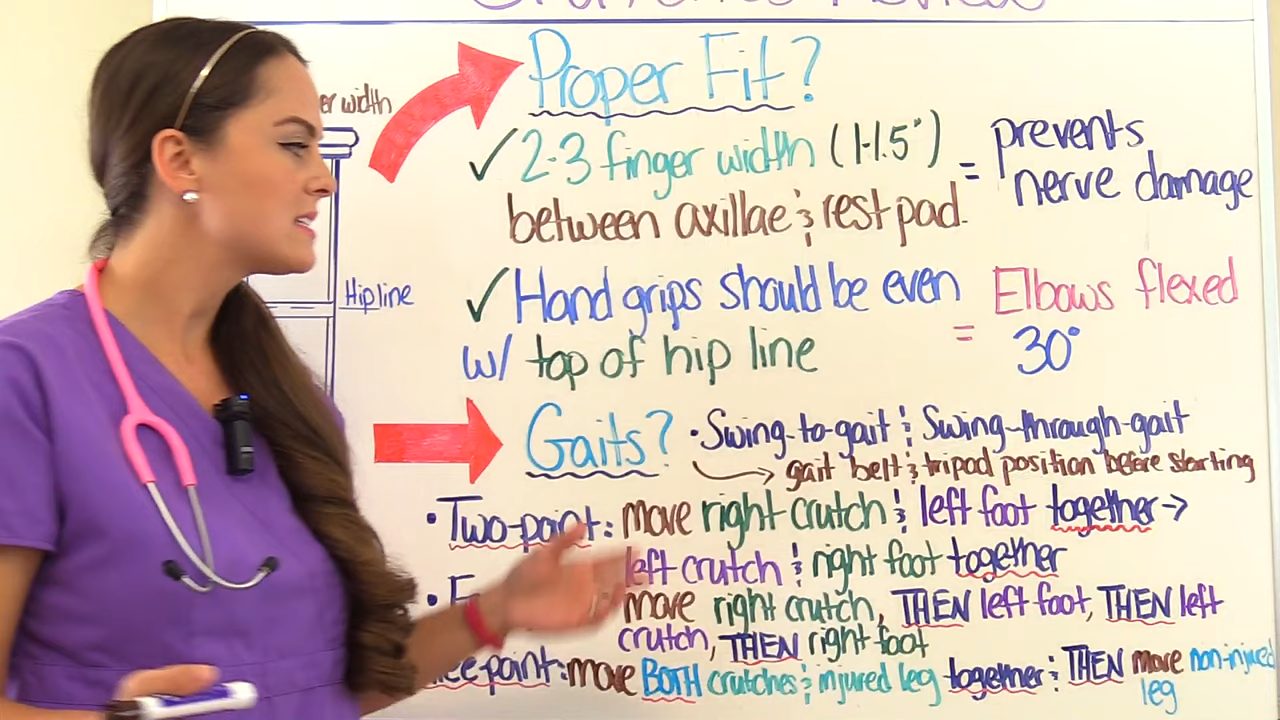 er width
Hip line
Proper Fit?
✓ 2-3 finger width (1-1.5")
between axillae & rest pad.
= prevents
nerve damage
✓ Hand grips should be even
w/ top of hip line
= Elbows flexed
30°
Gaits? • Swing-to-gait & Swing-through-gait
gait belt & tripod position before starting
• Two-point: move right crutch & left foot together →
left crutch & right foot together
• F
move right crutch, THEN left foot, THEN left
crutch, THEN right foot
ee-point: move BOTH crutches & injured leg together & THEN move non-injured
leg